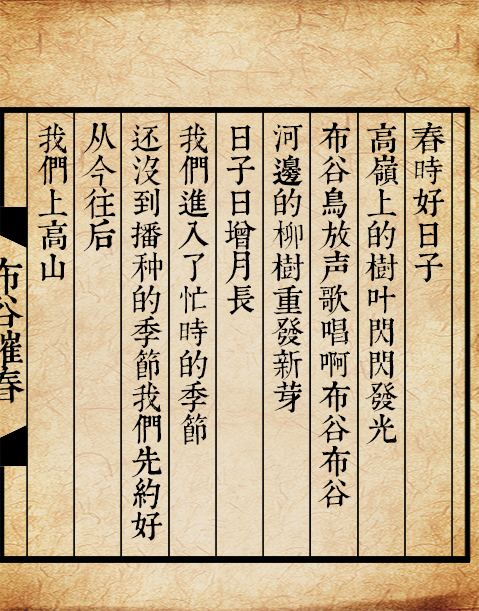 春時好日子
高嶺上的樹叶閃閃發光
布谷鳥放声歌唱啊布谷布谷
河邊的柳樹重發新芽
日子日增月長
我們進入了忙時的季節
还沒到播种的季節我們先約好
从今往后
我們上高山
布谷催春